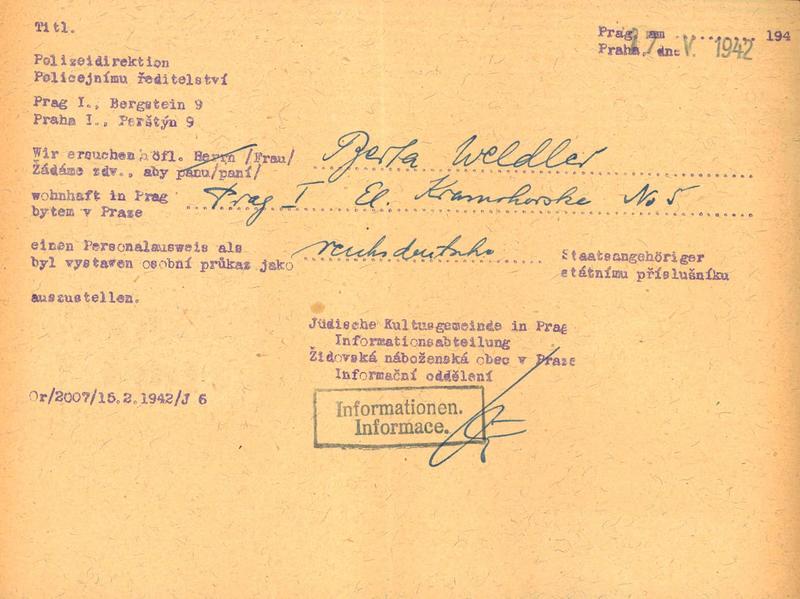 Titl.
Prag, am ........ 194
Praha, dne 17. V. 1942
Polizeidirektion
Policejnímu ředitelství
Prag I., Bergstein 9
Praha I., Perštýn 9
Wir ersuchen höfl. Herrn /Frau/ Berta Weldler
Žádáme zdv., aby pánu/paní/
wohnhaft in Prag Prag I El. Krasnohorske No 5
bytem v Praze
einen Personalausweis als reichsdeutsche Staatsangehöriger
byl vystaven osobní průkaz jako státnímu příslušníku
auszustellen.
Jüdische Kultusgemeinde in Prag
Informationsabteilung
Židovská náboženská obec v Praze
Informační oddělení
Or/2007/15.2.1942/J 6
Informationen.
Informace.